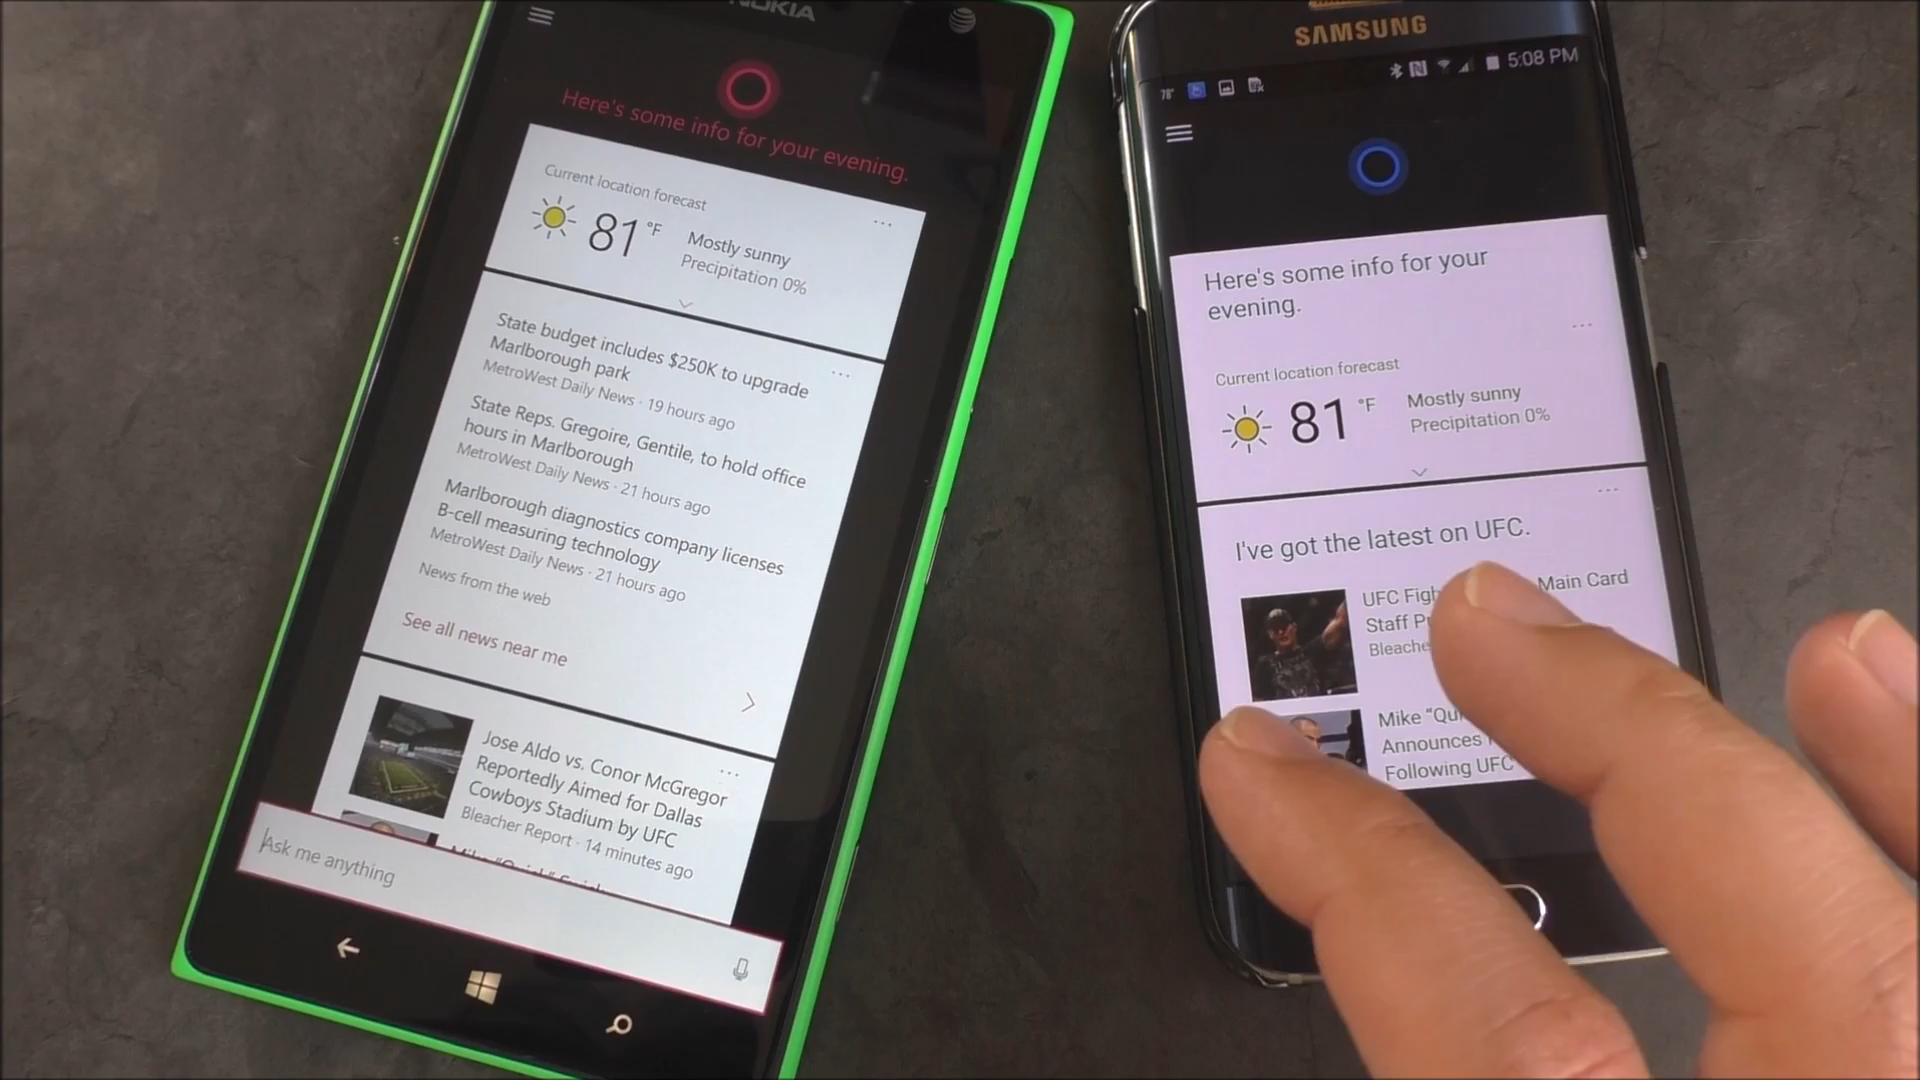 NOKIA
Here's some info for your evening.
Current location forecast
81 °F
Mostly sunny
Precipitation 0%
State budget includes $250K to upgrade
Marlborough park
MetroWest Daily News · 19 hours ago
State Reps. Gregoire, Gentile, to hold office
hours in Marlborough
MetroWest Daily News · 21 hours ago
Marlborough diagnostics company licenses
B-cell measuring technology
MetroWest Daily News · 21 hours ago
News from the web
See all news near me
Jose Aldo vs. Conor McGregor
Reportedly Aimed for Dallas
Cowboys Stadium by UFC
Bleacher Report · 14 minutes ago
Ask me anything
SAMSUNG
78° 5:08 PM
Here's some info for your
evening.
Current location forecast
81 °F
Mostly sunny
Precipitation 0%
I've got the latest on UFC.
UFC Main Card
Staff
Mike
Announces
Following UFC